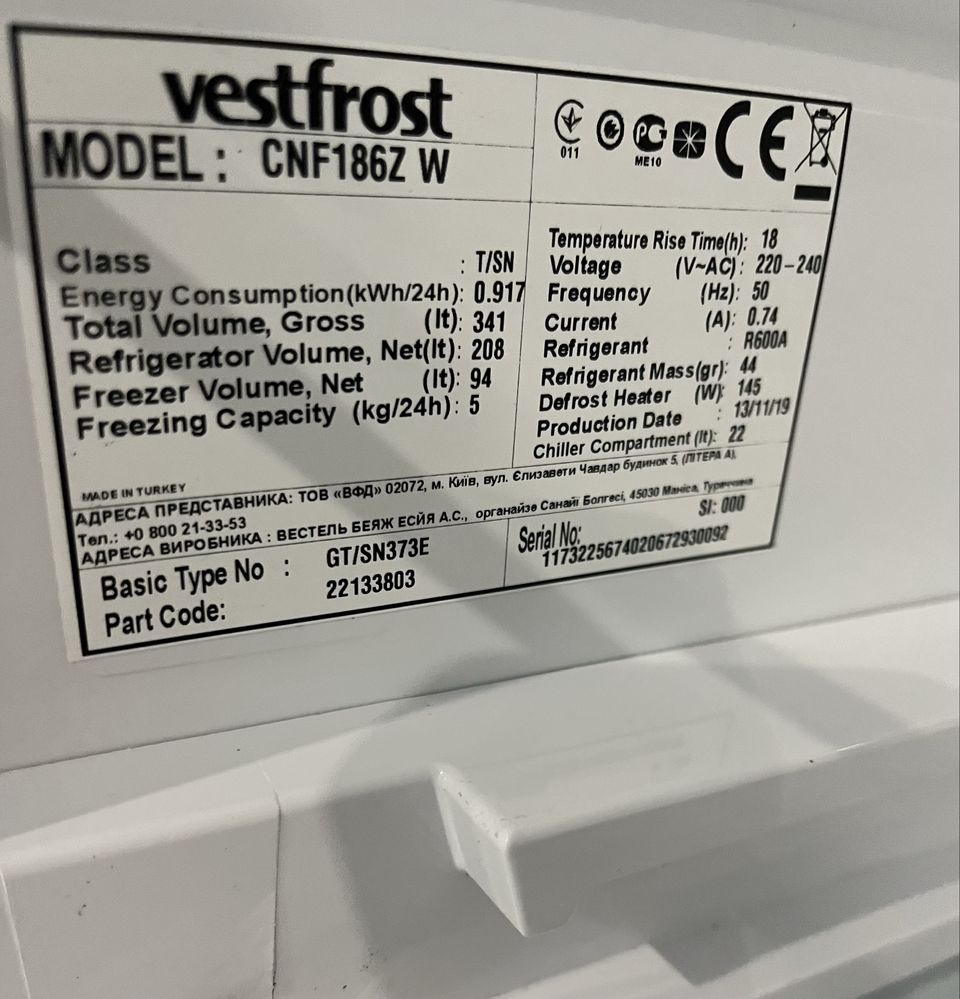 vestfrost
MODEL : CNF186Z W
011
ME10
Class : T/SN
Energy Consumption(kWh/24h): 0.917
Total Volume, Gross (lt): 341
Refrigerator Volume, Net(lt): 208
Freezer Volume, Net (lt): 94
Freezing Capacity (kg/24h): 5
Temperature Rise Time(h): 18
Voltage (V~AC): 220-240
Frequency (Hz): 50
Current (A): 0.74
Refrigerant : R600A
Refrigerant Mass(gr): 44
Defrost Heater (W): 145
Production Date : 13/11/19
Chiller Compartment (lt): 22
MADE IN TURKEY
АДРЕСА ПРЕДСТАВНИКА: ТОВ «ВФД» 02072, м. Київ, вул. Єлизавети Чавдар будинок 5, (ЛІТЕРА А),
Тел.: +0 800 21-33-53
АДРЕСА ВИРОБНИКА : ВЕСТЕЛЬ БЕЯЖ ЕСЙЯ А.С., органайзе Санайї Болгесі, 45030 Маніса, Туреччина
SI: 000
Basic Type No : GT/SN373E
Part Code: 22133803
Serial No:
1173225674020672930092